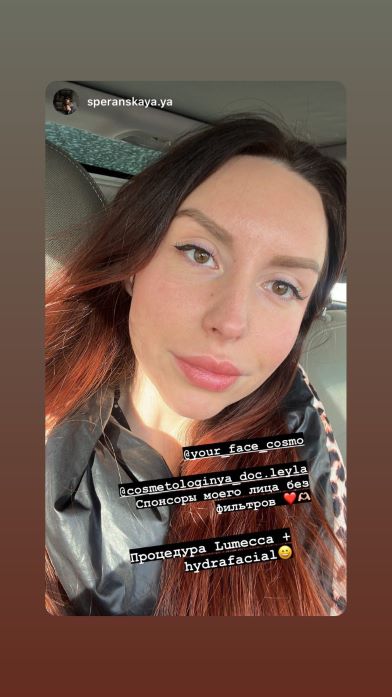 speranskaya.ya
@your_face_cosmo
@cosmetologinya_doc.leyla
Спонсоры моего лица без
фильтров ❤️🫶
Процедура Lumecca +
hydrafacial😀